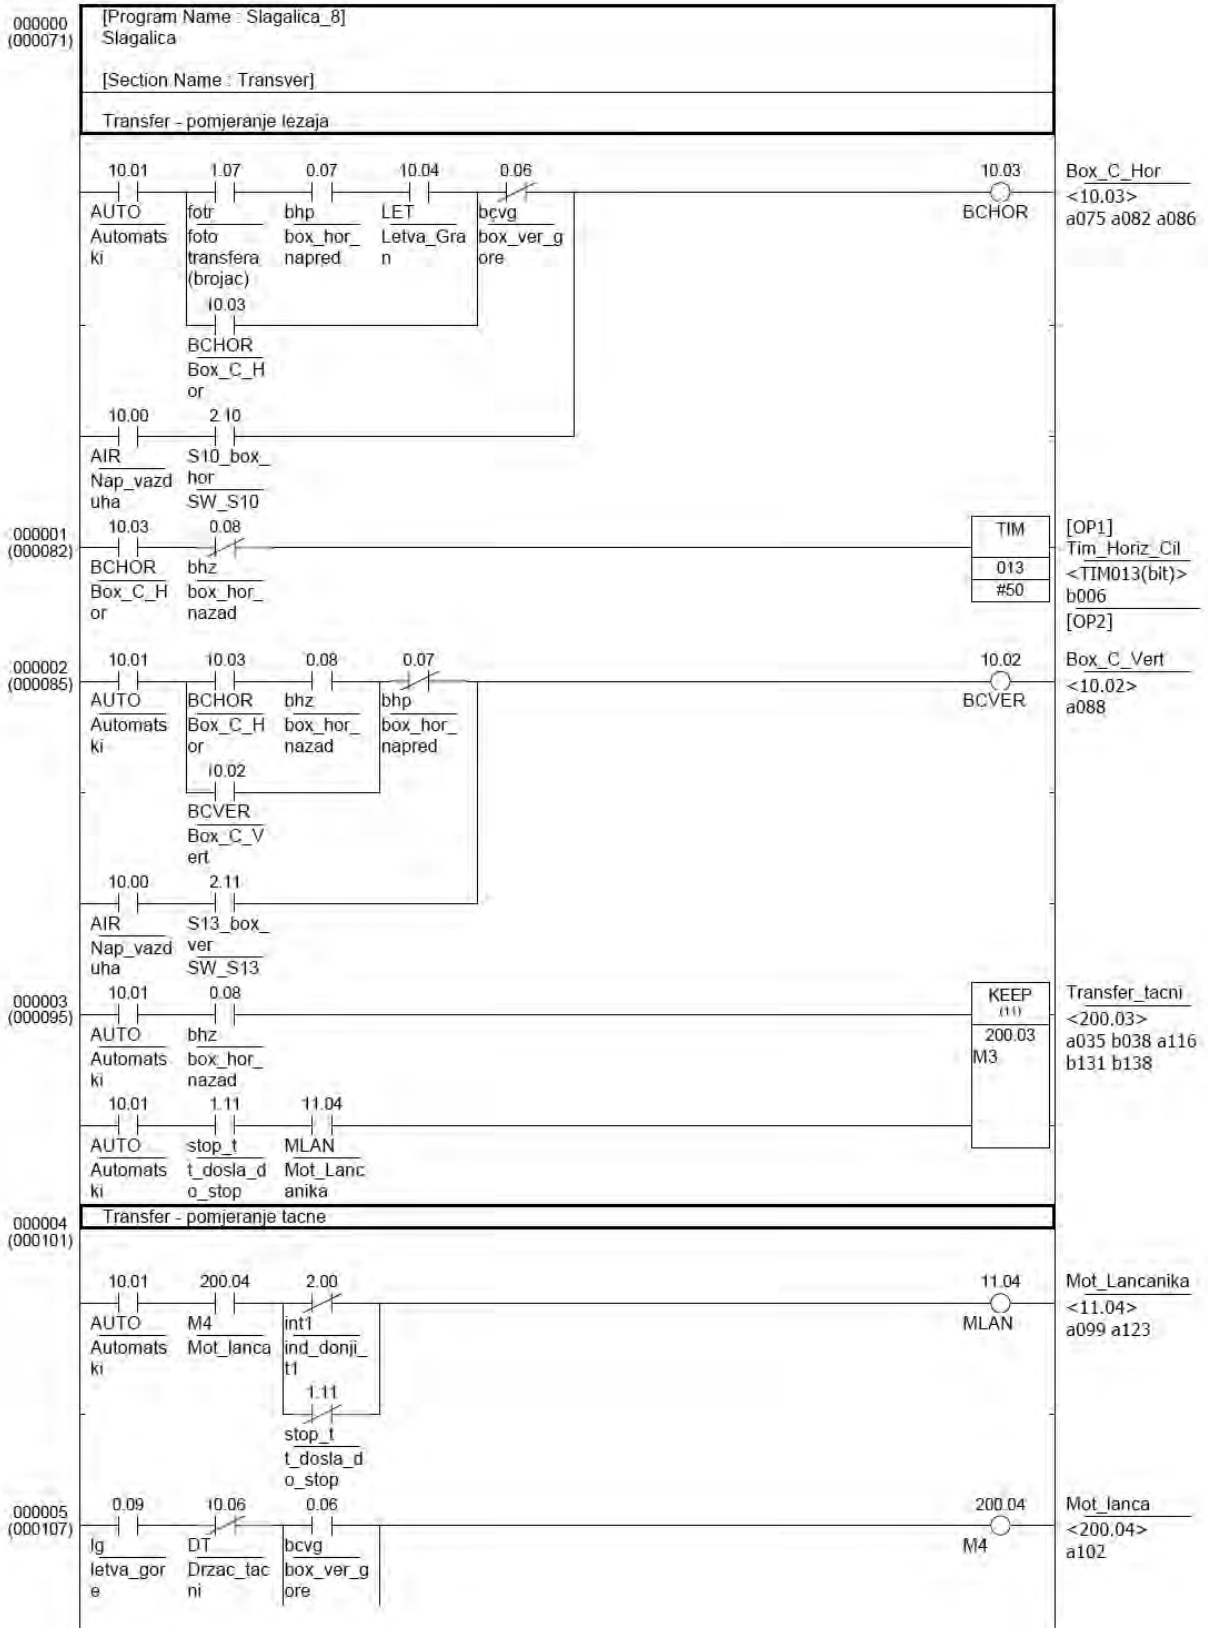 000000
(000071)
[Program Name : Slagalica_8]
Slagalica
[Section Name : Transver]
Transfer - pomjeranje lezaja
10.01 1.07 0.07 10.04 0.06 10.03 Box_C_Hor
AUTO fotr bhp LET bcvg BCHOR <10.03>
Automats foto box_hor_ Letva_Gra box_ver_g a075 a082 a086
ki transfera napred n ore
(brojac)
10.03
BCHOR
Box_C_H
or
10.00 2.10
AIR S10_box_
Nap_vazd hor
uha SW_S10
000001
(000082)
10.03 0.08 TIM [OP1]
Tim_Horiz_Cil
BCHOR bhz 013 <TIM013(bit)>
Box_C_H box_hor_ #50 b006
or nazad [OP2]
000002
(000085)
10.01 10.03 0.08 0.07 10.02 Box_C_Vert
AUTO BCHOR bhz bhp BCVER <10.02>
Automats Box_C_H box_hor_ box_hor_ a088
ki or nazad napred
10.02
BCVER
Box_C_V
ert
10.00 2.11
AIR S13_box_
Nap_vazd ver
uha SW_S13
000003
(000095)
10.01 0.08 KEEP Transfer_tacni
(11) <200.03>
AUTO bhz 200.03 a035 b038 a116
Automats box_hor_ M3 b131 b138
ki nazad
10.01 1.11 11.04
AUTO stop_t MLAN
Automats t_dosla_d Mot_Lanc
ki o_stop anika
000004
(000101)
Transfer - pomjeranje tacne
10.01 200.04 2.00 11.04 Mot_Lancanika
AUTO M4 int1 MLAN <11.04>
Automats Mot_lanca ind_donji_ a099 a123
ki t1
1.11
stop_t
t_dosla_d
o_stop
000005
(000107)
0.09 10.06 0.06 200.04 Mot_lanca
lg DT bcvg M4 <200.04>
letva_gor Drzac_tac box_ver_g a102
e ni ore